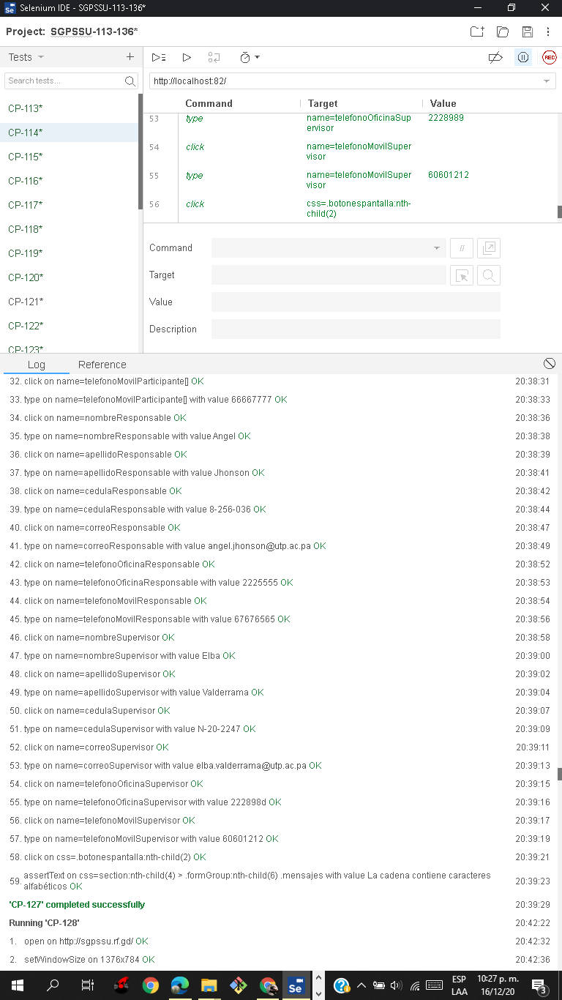 Selenium IDE - SGPSSU-113-136*
Project: SGPSSU-113-136*
Tests
Search tests...
CP-113*
CP-114*
CP-115*
CP-116*
CP-117*
CP-118*
CP-119*
CP-120*
CP-121*
CP-122*
CP-123*
REC
http://localhost:82/
Command Target Value
53 type name=telefonoOficinaSup 2228989
ervisor
54 click name=telefonoMovilSuper
visor
55 type name=telefonoMovilSupe 60601212
rvisor
56 click css=.botonespantalla:nth-
child(2)
Command //
Target
Value
Description
Log Reference
32. click on name=telefonoMovilParticipante[] OK 20:38:31
33. type on name=telefonoMovilParticipante[] with value 66667777 OK 20:38:33
34. click on name=nombreResponsable OK 20:38:36
35. type on name=nombreResponsable with value Angel OK 20:38:38
36. click on name=apellidoResponsable OK 20:38:39
37. type on name=apellidoResponsable with value Jhonson OK 20:38:41
38. click on name=cedulaResponsable OK 20:38:42
39. type on name=cedulaResponsable with value 8-256-036 OK 20:38:44
40. click on name=correoResponsable OK 20:38:47
41. type on name=correoResponsable with value angel.jhonson@utp.ac.pa OK 20:38:49
42. click on name=telefonoOficinaResponsable OK 20:38:52
43. type on name=telefonoOficinaResponsable with value 2225555 OK 20:38:53
44. click on name=telefonoMovilResponsable OK 20:38:54
45. type on name=telefonoMovilResponsable with value 67676565 OK 20:38:56
46. click on name=nombreSupervisor OK 20:38:58
47. type on name=nombreSupervisor with value Elba OK 20:39:00
48. click on name=apellidoSupervisor OK 20:39:02
49. type on name=apellidoSupervisor with value Valderrama OK 20:39:04
50. click on name=cedulaSupervisor OK 20:39:07
51. type on name=cedulaSupervisor with value N-20-2247 OK 20:39:09
52. click on name=correoSupervisor OK 20:39:11
53. type on name=correoSupervisor with value elba.valderrama@utp.ac.pa OK 20:39:13
54. click on name=telefonoOficinaSupervisor OK 20:39:15
55. type on name=telefonoOficinaSupervisor with value 222898d OK 20:39:16
56. click on name=telefonoMovilSupervisor OK 20:39:17
57. type on name=telefonoMovilSupervisor with value 60601212 OK 20:39:19
58. click on css=.botonespantalla:nth-child(2) OK 20:39:21
59. assertText on css=section:nth-child(4) > .formGroup:nth-child(6) .mensajes with value La cadena contiene caracteres 20:39:23
alfabéticos OK
'CP-127' completed successfully 20:39:29
Running 'CP-128' 20:42:22
1. open on http://sgpssu.rf.gd/ OK 20:42:32
2. setWindowSize on 1376x784 OK 20:42:36
Se
ESP 10:27 p. m.
LAA 16/12/20
3